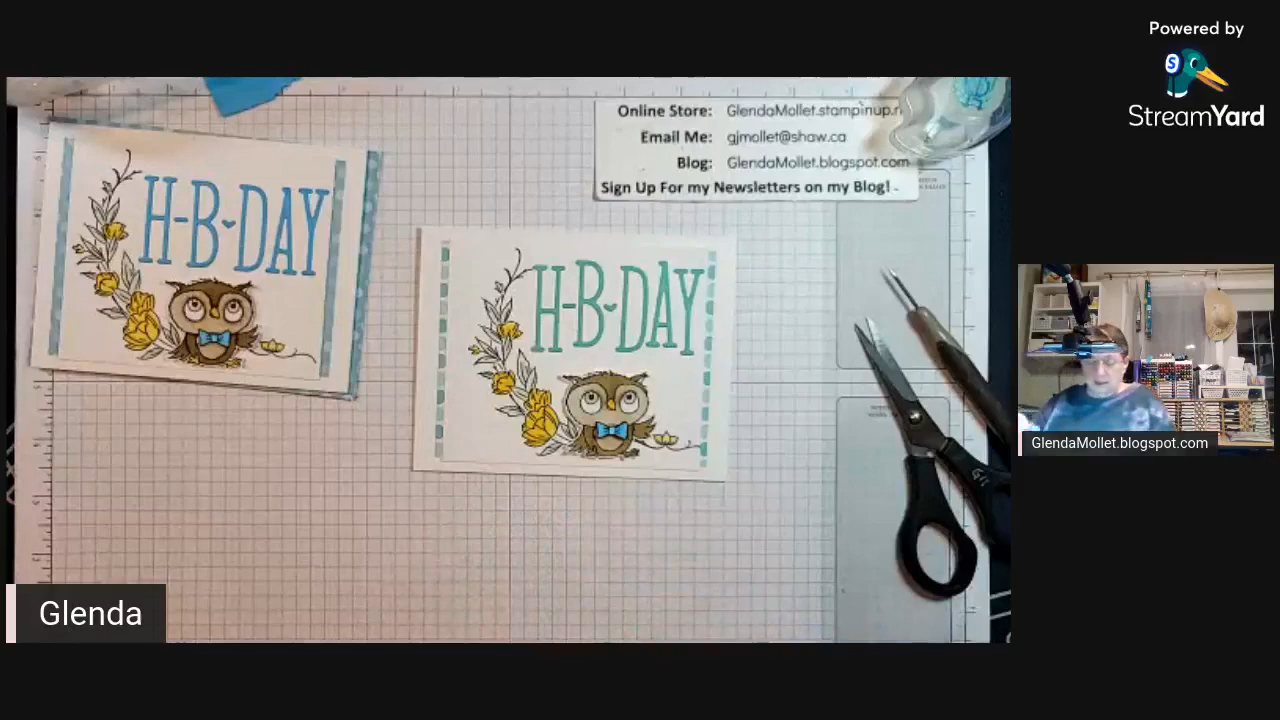 Powered by
StreamYard
Online Store: GlendaMollet.stampinup.n
Email Me: gjmollet@shaw.ca
Blog: GlendaMollet.blogspot.com
Sign Up For my Newsletters on my Blog!
H-B-DAY
H-B-DAY
GlendaMollet.blogspot.com
Glenda